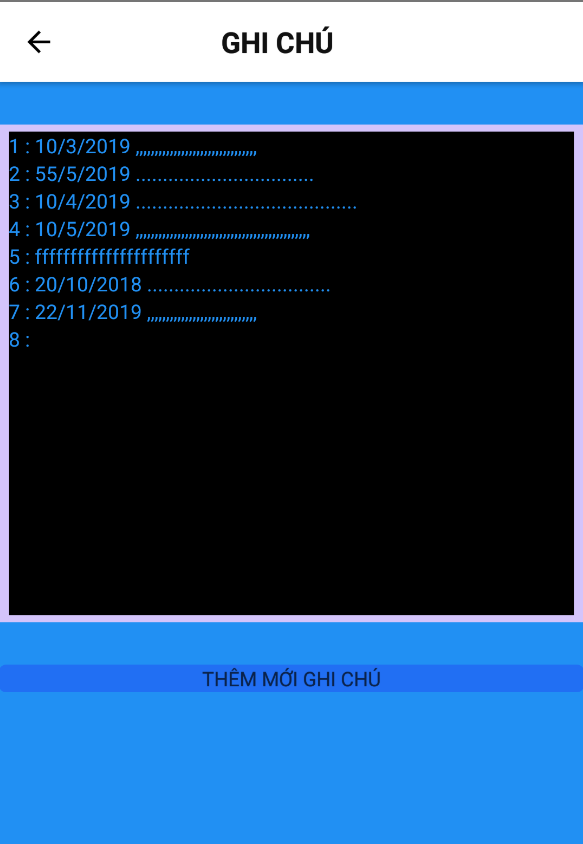 GHI CHÚ
1 : 10/3/2019 ,,,,,,,,,,,,,,,,,,,,,,,,,,,,,,,,
2 : 55/5/2019 .................................
3 : 10/4/2019 .........................................
4 : 10/5/2019 ,,,,,,,,,,,,,,,,,,,,,,,,,,,,,,,,,,,,,,,,,,,,,,
5 : ffffffffffffffffffffff
6 : 20/10/2018 ..................................
7 : 22/11/2019 ,,,,,,,,,,,,,,,,,,,,,,,,,,,,,
8 :
THÊM MỚI GHI CHÚ